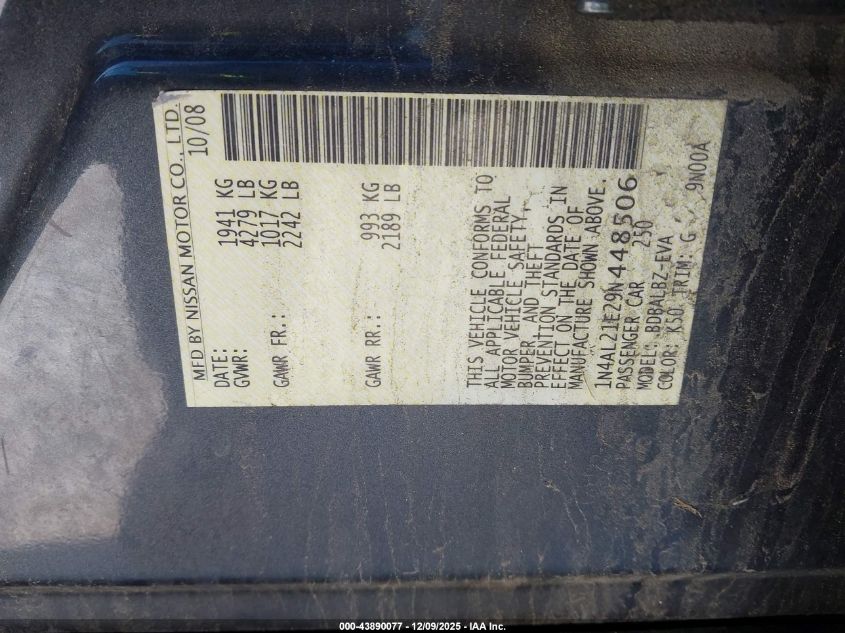 MFD BY NISSAN MOTOR CO., LTD.
DATE: 10/08
GVWR: 1941 KG
4279 LB
GAWR FR.: 1017 KG
2242 LB
GAWR RR.: 993 KG
2189 LB
THIS VEHICLE CONFORMS TO
ALL APPLICABLE FEDERAL
MOTOR VEHICLE SAFETY,
BUMPER, AND THEFT
PREVENTION STANDARDS IN
EFFECT ON THE DATE OF
MANUFACTURE SHOWN ABOVE.
1N4AL21E29N448506
PASSENGER CAR 250
MODEL: BDBALBZ-EVA
COLOR: K50 TRIM: G 9N00A
000-43890077 - 12/09/2025 - IAA Inc.